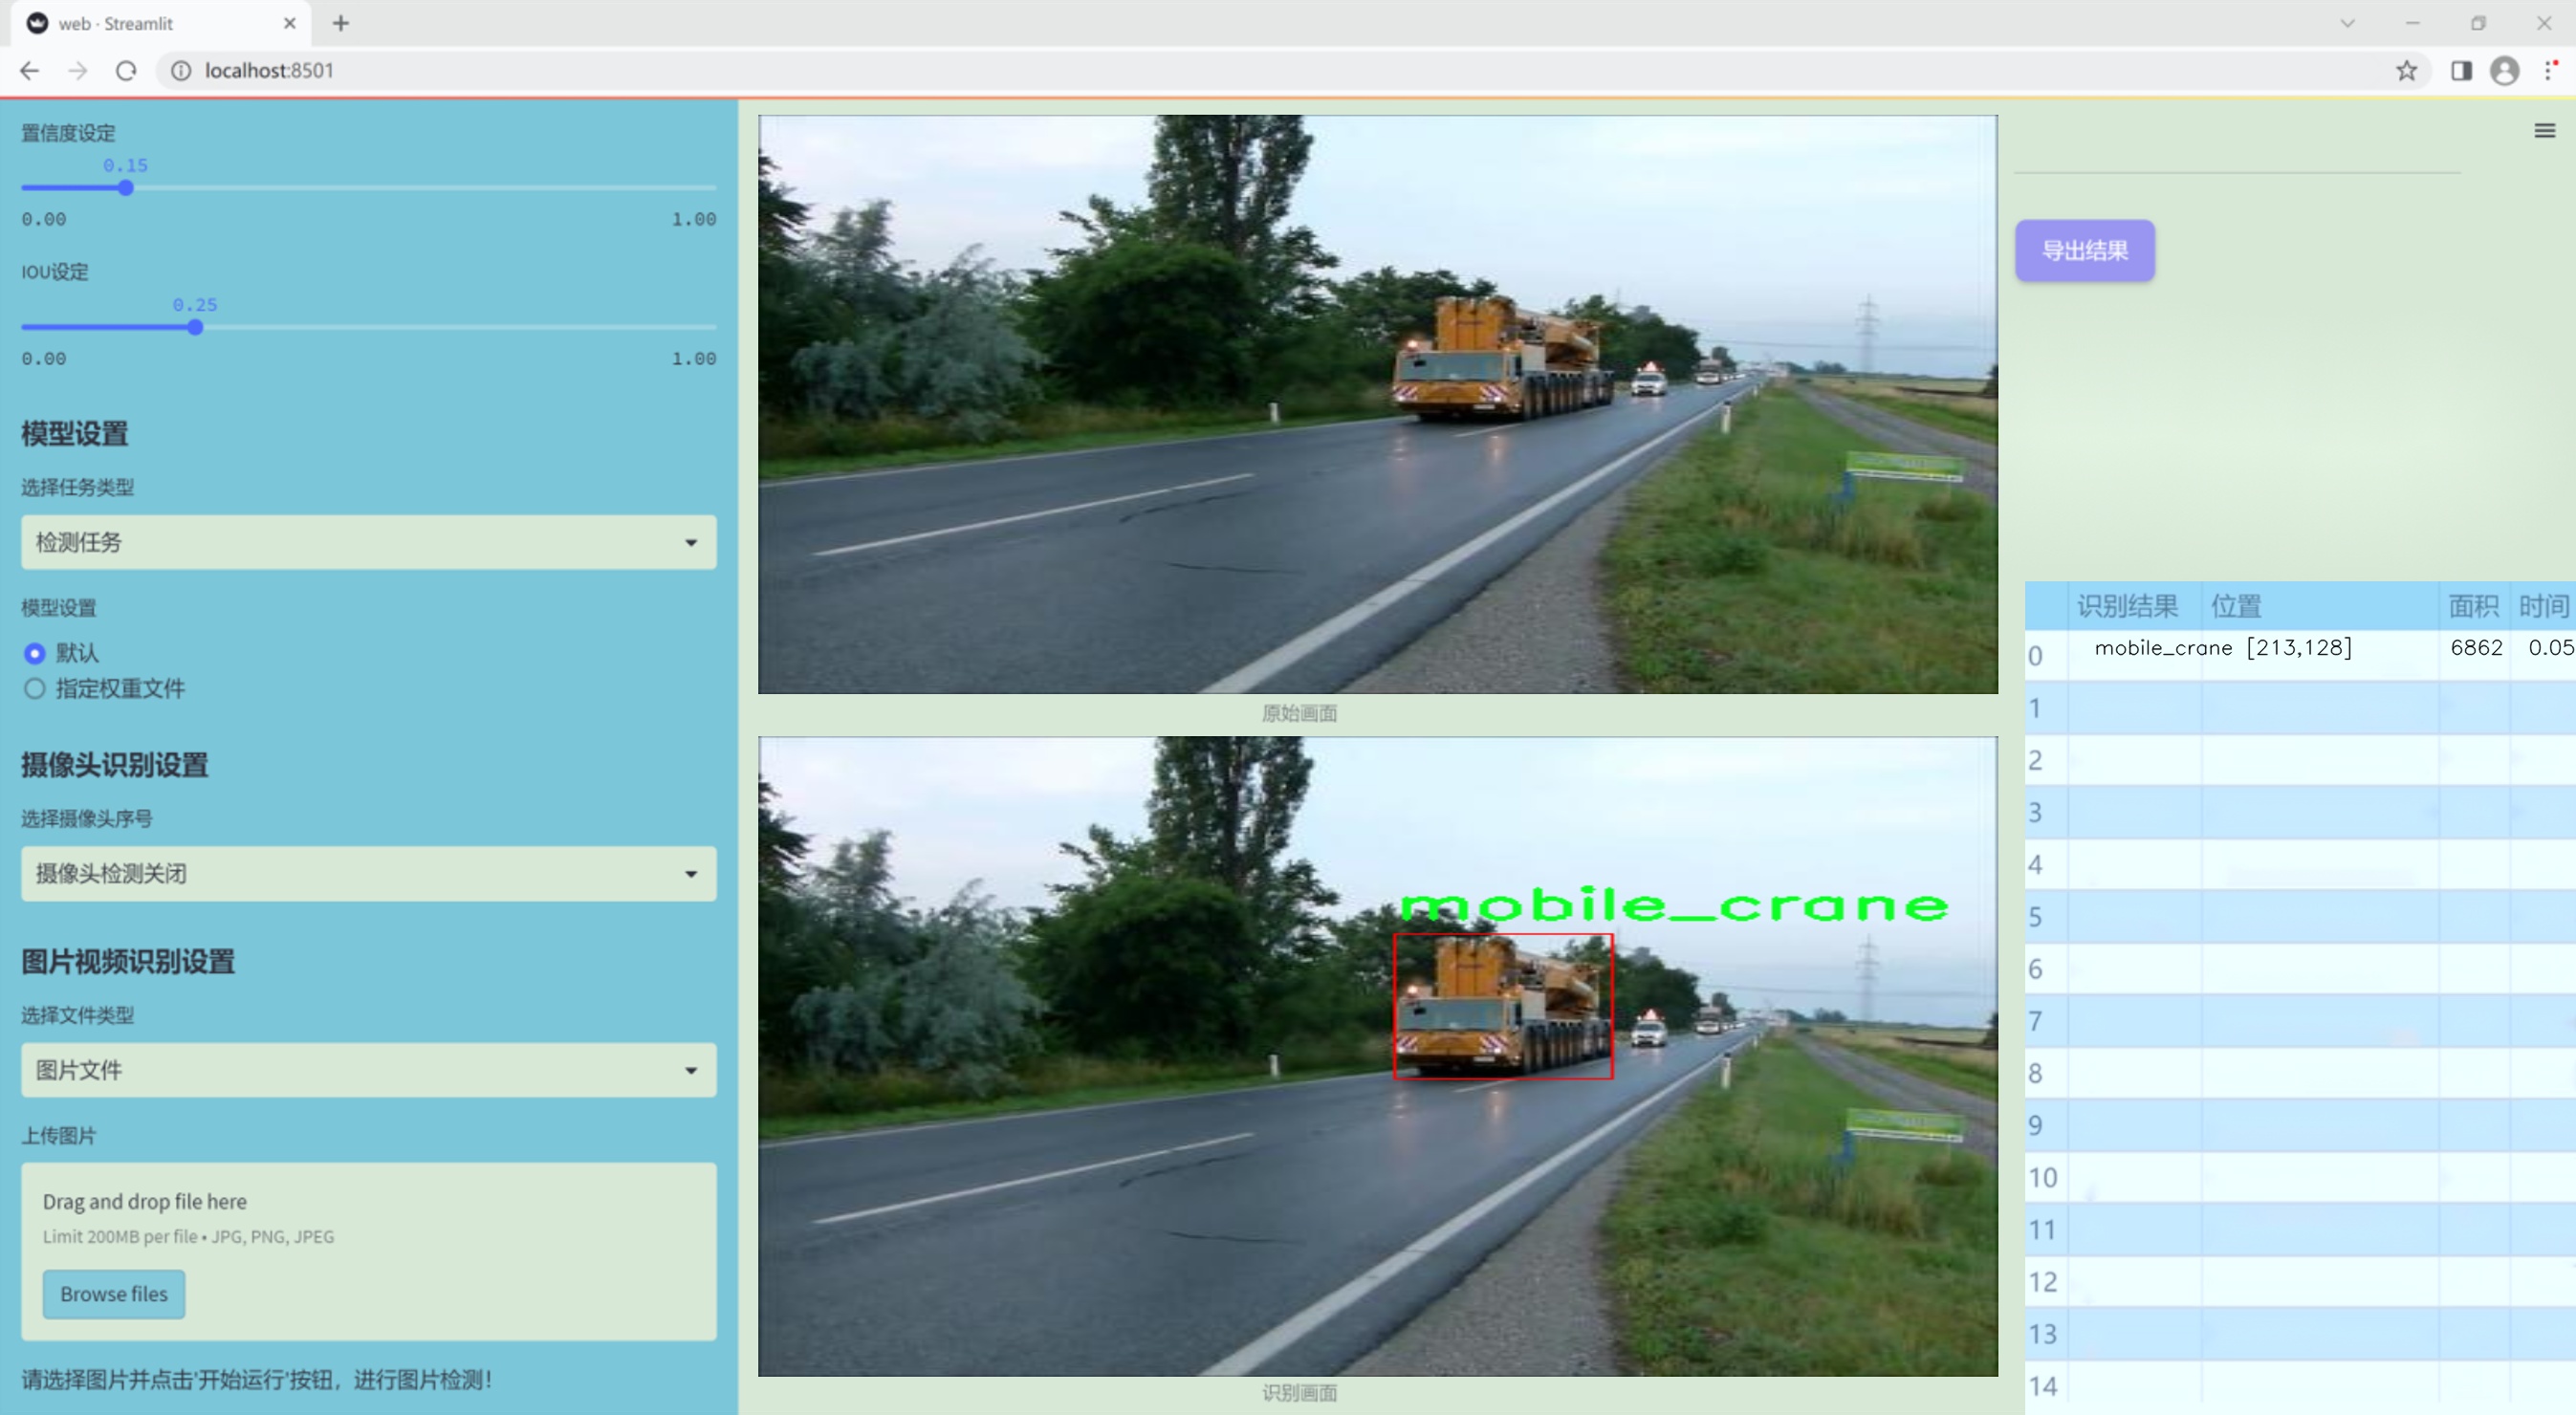 web · Streamlit
localhost:8501
置信度设定
0.15
0.00 1.00
IOU设定
0.25
0.00 1.00
模型设置
选择任务类型
检测任务
模型设置
默认
指定权重文件
摄像头识别设置
选择摄像头序号
摄像头检测关闭
图片视频识别设置
选择文件类型
图片文件
上传图片
Drag and drop file here
Limit 200MB per file • JPG, PNG, JPEG
Browse files
请选择图片并点击'开始运行'按钮，进行图片检测！
原始画面
mobile_crane
识别画面
导出结果
识别结果 位置 面积 时间
0 mobile_crane [213,128] 6862 0.05
1
2
3
4
5
6
7
8
9
10
11
12
13
14